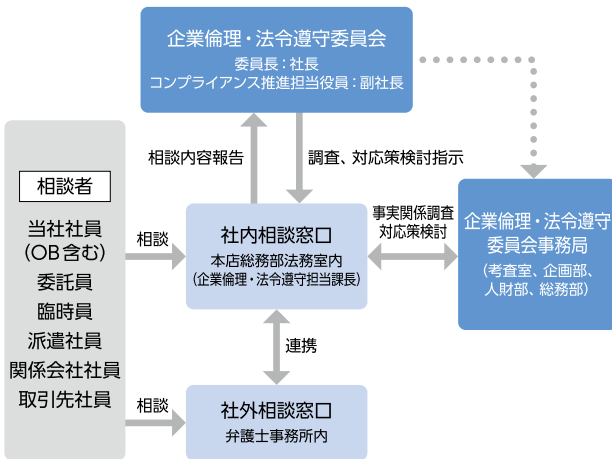 企業倫理・法令遵守委員会
委員長：社長
コンプライアンス推進担当役員：副社長
相談内容報告
調査、対応策検討指示
相談者
当社社員
（OB含む）
委託員
臨時員
派遣社員
関係会社社員
取引先社員
相談
社内相談窓口
本店総務部法務室内
（企業倫理・法令遵守担当課長）
事実関係調査
対応策検討
企業倫理・法令遵守
委員会事務局
（考査室、企画部、
人財部、総務部）
連携
相談
社外相談窓口
弁護士事務所内